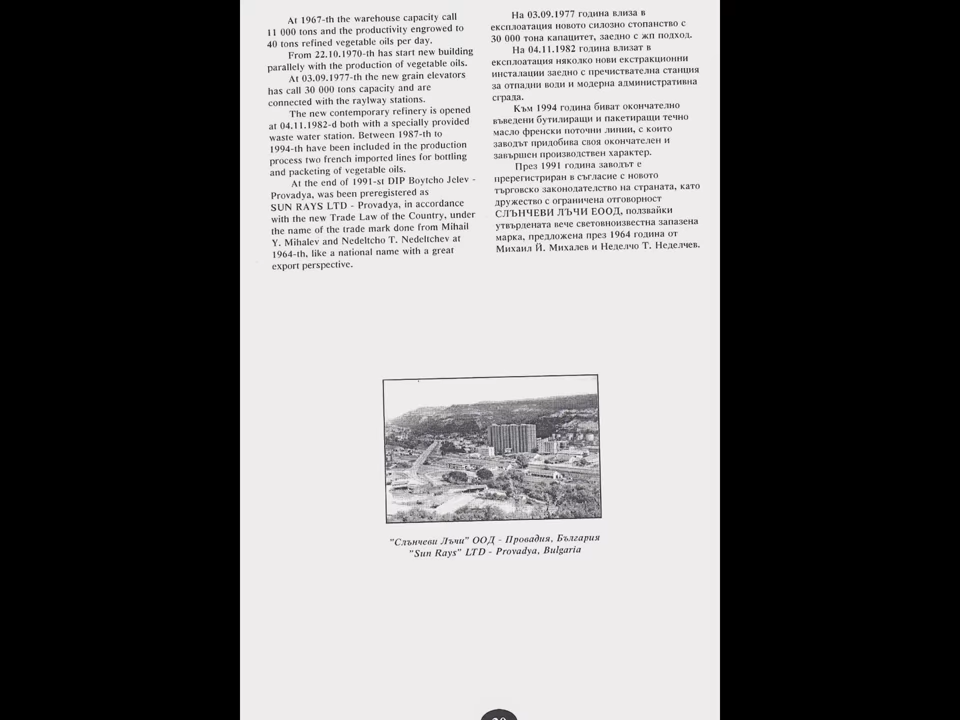 At 1967-th the warehouse capacity call
11 000 tons and the productivity engrowed to
40 tons refined vegetable oils per day.
From 22.10.1970-th has start new building
parallely with the production of vegetable oils.
At 03.09.1977-th the new grain elevators
has call 30 000 tons capacity and are
connected with the raylway stations.
The new contemporary refinery is opened
at 04.11.1982-d both with a specially provided
waste water station. Between 1987-th to
1994-th have been included in the production
process two french imported lines for bottling
and packeting of vegetable oils.
At the end of 1991-st DIP Boytcho Jelev -
Provadya, was been preregistered as
SUN RAYS LTD - Provadya, in accordance
with the new Trade Law of the Country, under
the name of the trade mark done from Mihail
Y. Mihalev and Nedeltcho T. Nedeltchev at
1964-th, like a national name with a great
export perspective.
На 03.09.1977 година влиза в
експлоатация новото силозно стопанство с
30 000 тона капацитет, заедно с жп подход.
На 04.11.1982 година влизат в
експлоатация няколко нови екстракционни
инсталации заедно с пречиствателна станция
за отпадни води и модерна административна
сграда.
Към 1994 година биват окончателно
въведени бутилиращи и пакетиращи течно
масло френски поточни линии, с които
заводът придобива своя окончателен и
завършен производствен характер.
През 1991 година заводът е
пререгистриран в съгласие с новото
търговско законодателство на страната, като
дружество с ограничена отговорност
СЛЪНЧЕВИ ЛЪЧИ ЕООД, ползвайки
утвърдената вече световноизвестна запазена
марка, предложена през 1964 година от
Михаил Й. Михалев и Неделчо Т. Неделчев.
"Слънчеви Лъчи" ООД - Провадия, България
"Sun Rays" LTD - Provadya, Bulgaria